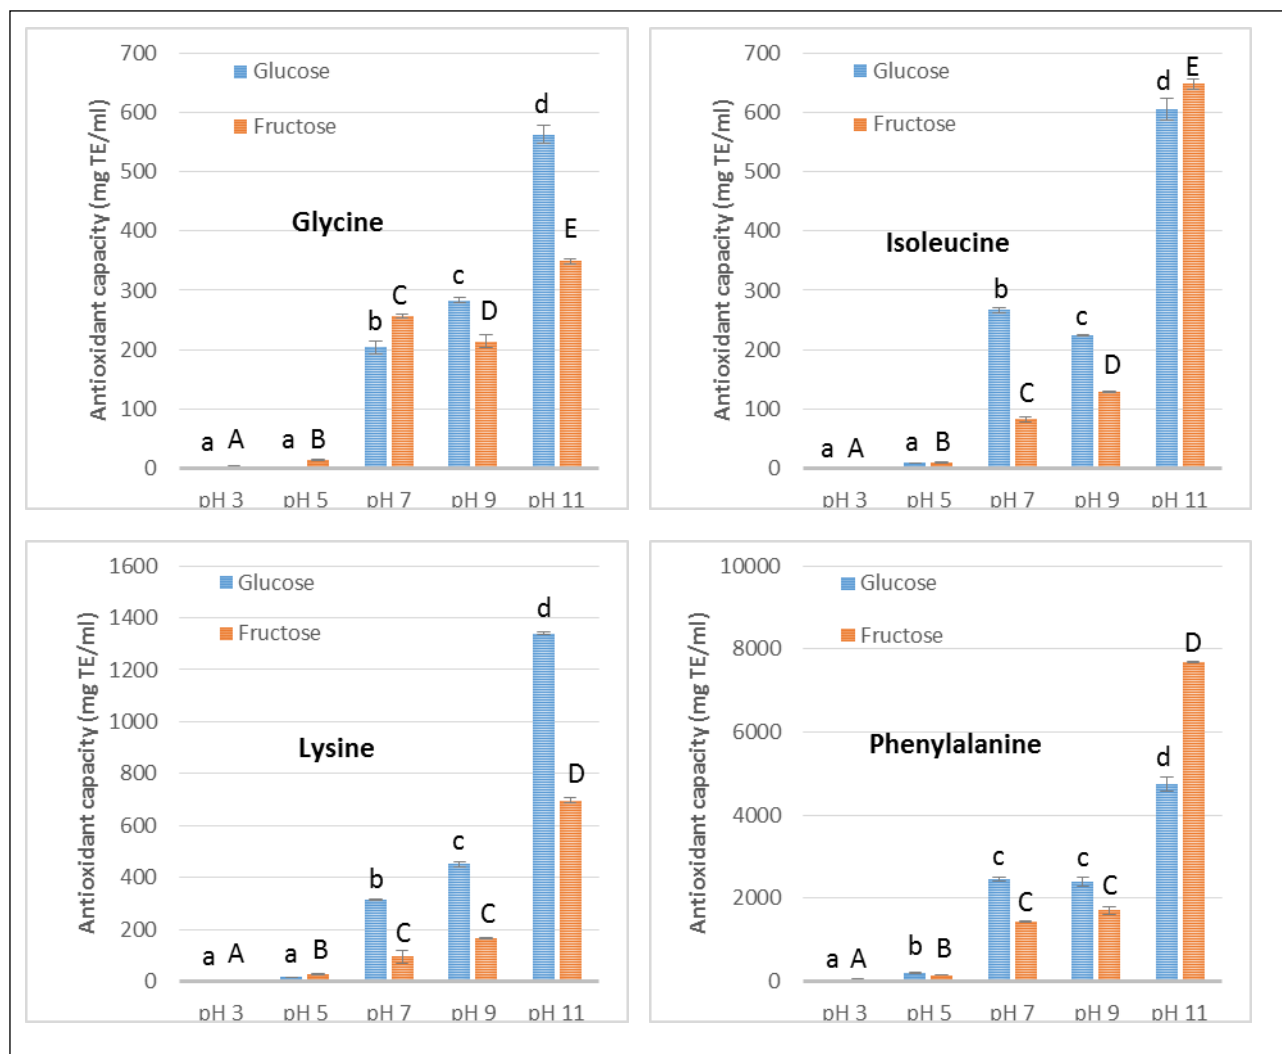 700
600
500
400
300
200
100
0
Antioxidant capacity (mg TE/ml)
Glucose
Fructose
Glycine
a A a B b C c D d E
pH 3 pH 5 pH 7 pH 9 pH 11
700
600
500
400
300
200
100
0
Antioxidant capacity (mg TE/ml)
Glucose
Fructose
Isoleucine
a A a B b C c D d E
pH 3 pH 5 pH 7 pH 9 pH 11
1600
1400
1200
1000
800
600
400
200
0
Antioxidant capacity (mg TE/ml)
Glucose
Fructose
Lysine
a A a B b C c C d D
pH 3 pH 5 pH 7 pH 9 pH 11
10000
8000
6000
4000
2000
0
Antioxidant capacity (mg TE/ml)
Glucose
Fructose
Phenylalanine
a A b B c C c C d D
pH 3 pH 5 pH 7 pH 9 pH 11